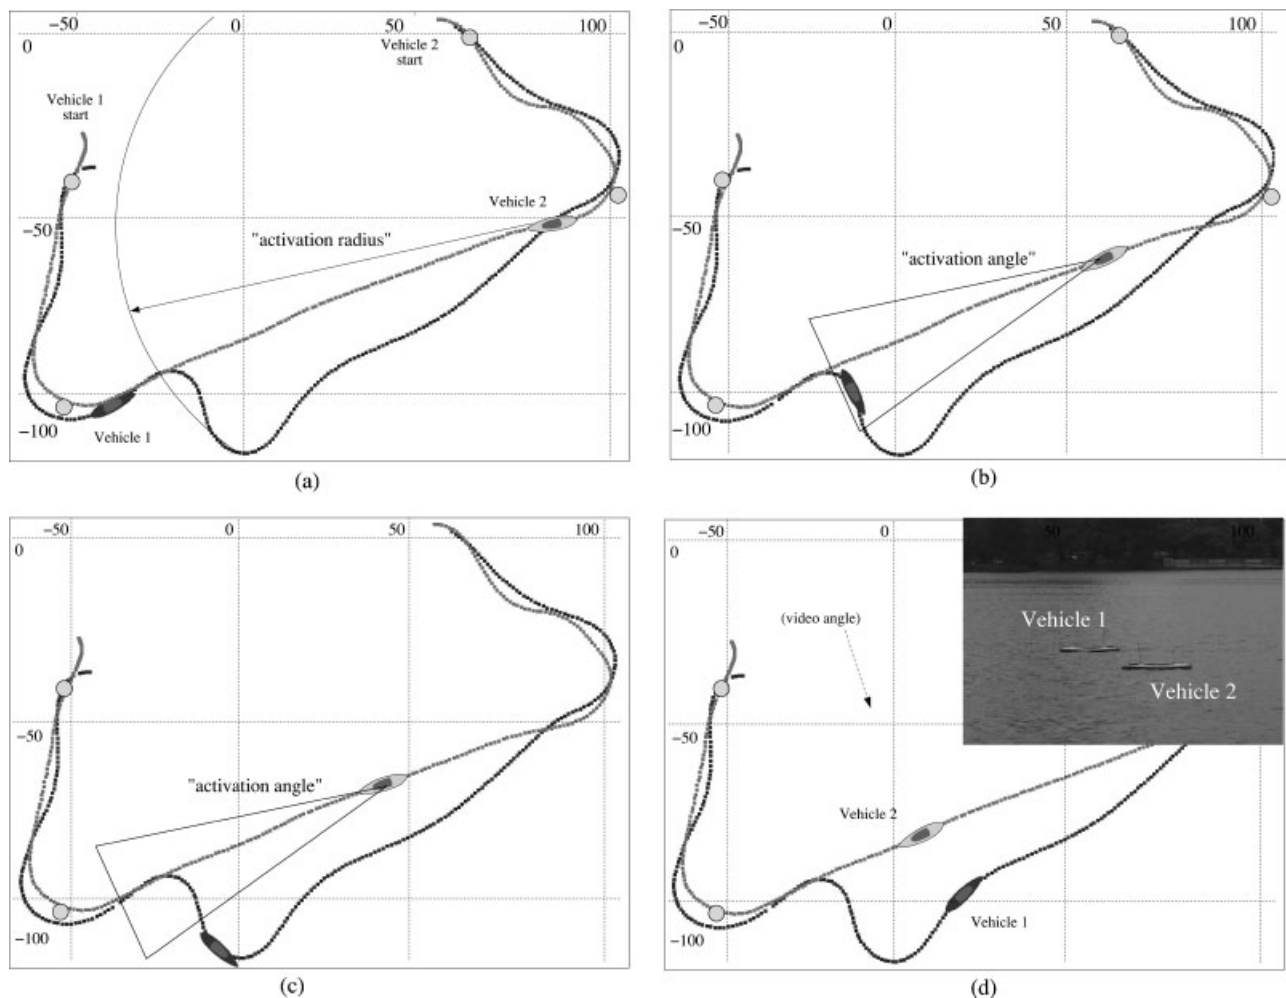 −50 0 50 100
0
Vehicle 2
start
Vehicle 1
start
Vehicle 2
−50
"activation radius"
−100
Vehicle 1
(a)
−50 0 50 100
0
−50
"activation angle"
−100
(b)
−50 0 50 100
0
−50
"activation angle"
−100
(c)
−50 0 50 100
0
(video angle)
Vehicle 1
Vehicle 2
−50
Vehicle 2
Vehicle 1
−100
(d)